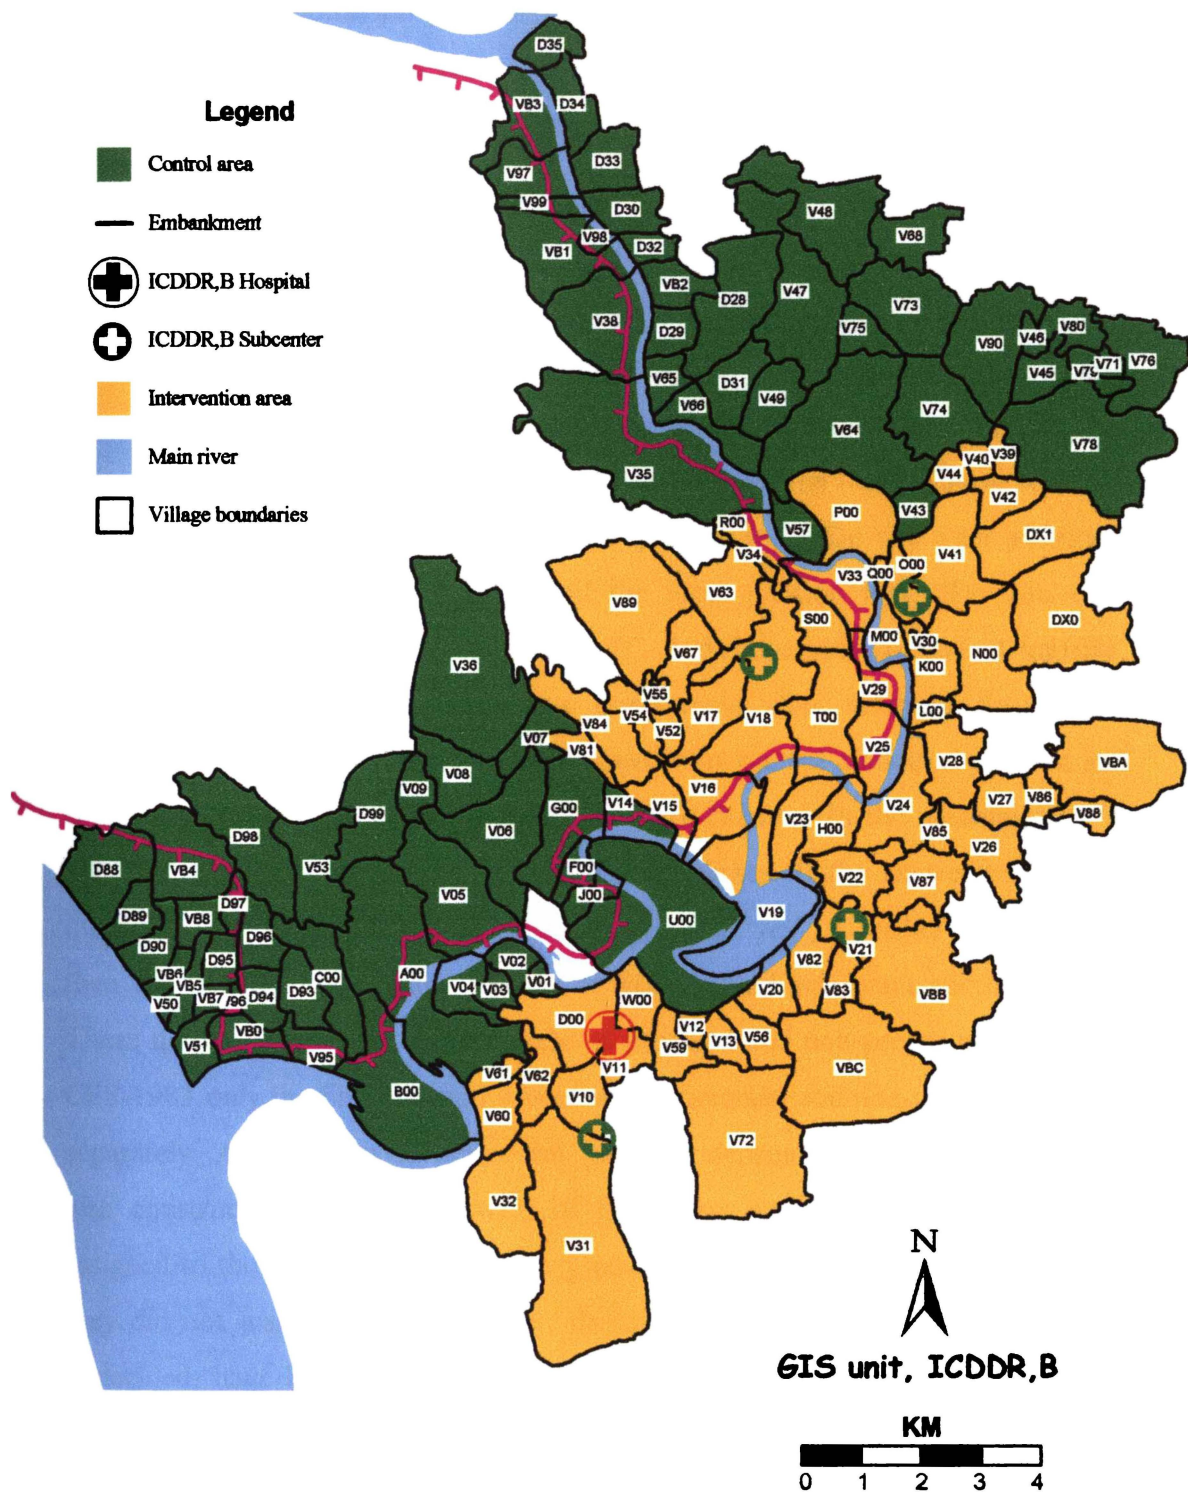 Legend
Control area
Embankment
ICDDR,B Hospital
ICDDR,B Subcenter
Intervention area
Main river
Village boundaries
D35
VB3
D34
D33
V97
V99
D30
V98
D32
VB1
VB2
D28
V38
D29
V48
V68
V47
V73
V75
V90
V46
V80
V45
V79
V71
V76
V65
V66
D31
V49
V74
V64
V78
V35
V40
V39
V44
V42
V43
P00
R00
V57
V41
DX1
V34
V33
Q00
O00
V89
V63
S00
M00
V30
DX0
V67
K00
N00
V36
V55
V29
L00
V54
V17
V18
T00
V84
V52
V07
V81
V25
V28
VBA
V08
V09
V16
V27
V86
V88
D99
G00
V14
V15
V24
V06
V23
H00
V85
V26
D98
D88
VB4
V53
F00
V22
V87
V05
J00
D97
D89
VB8
U00
V19
D96
D90
V21
D95
V02
VB6
VB5
C00
A00
V01
V82
V50
VB7
V96
D94
D93
V04
V03
W00
V20
V83
VBB
D00
V12
V51
VB0
V95
V59
V13
V56
V11
VBC
V61
V62
B00
V10
V60
V72
V32
V31
N
GIS unit, ICDDR,B
KM
0 1 2 3 4